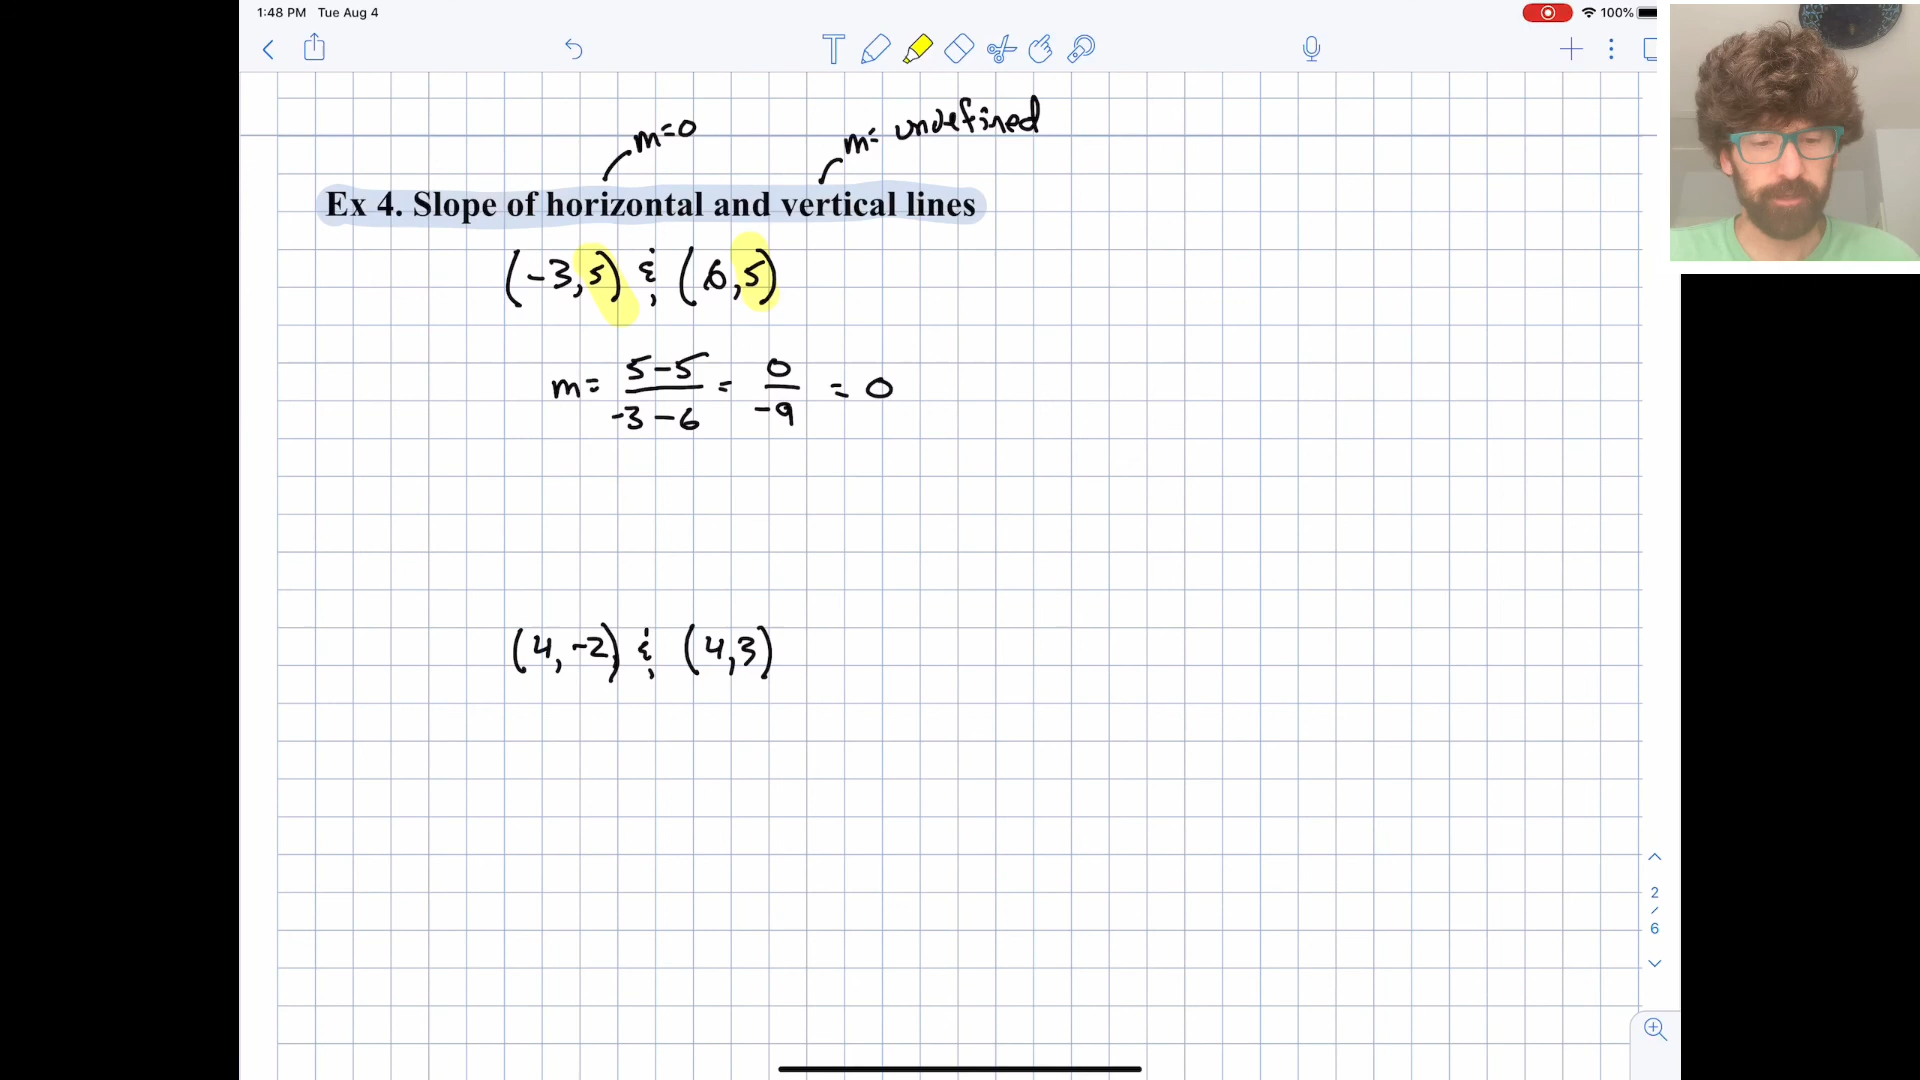 1:48 PM Tue Aug 4
100%
m=0
m= undefined
Ex 4. Slope of horizontal and vertical lines
(-3,5) & (6,5)
m= 5-5/-3-6 = 0/-9 = 0
(4,-2) & (4,3)
2
/
6